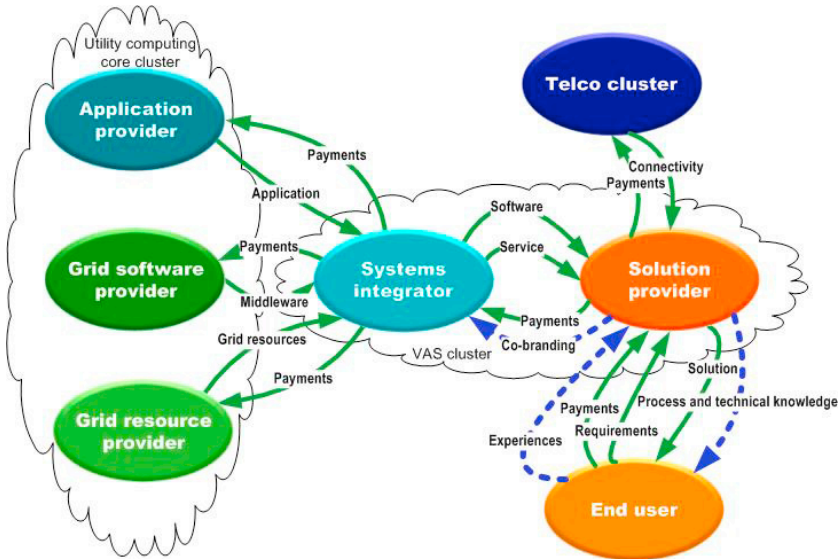 Utility computing
core cluster
Application
provider
Telco cluster
Payments
Connectivity
Payments
Application
Software
Payments
Service
Grid software
provider
Systems
integrator
Solution
provider
Middleware
Payments
Grid resources
Co-branding
VAS cluster
Solution
Payments
Payments
Process and technical knowledge
Grid resource
provider
Requirements
Experiences
End user